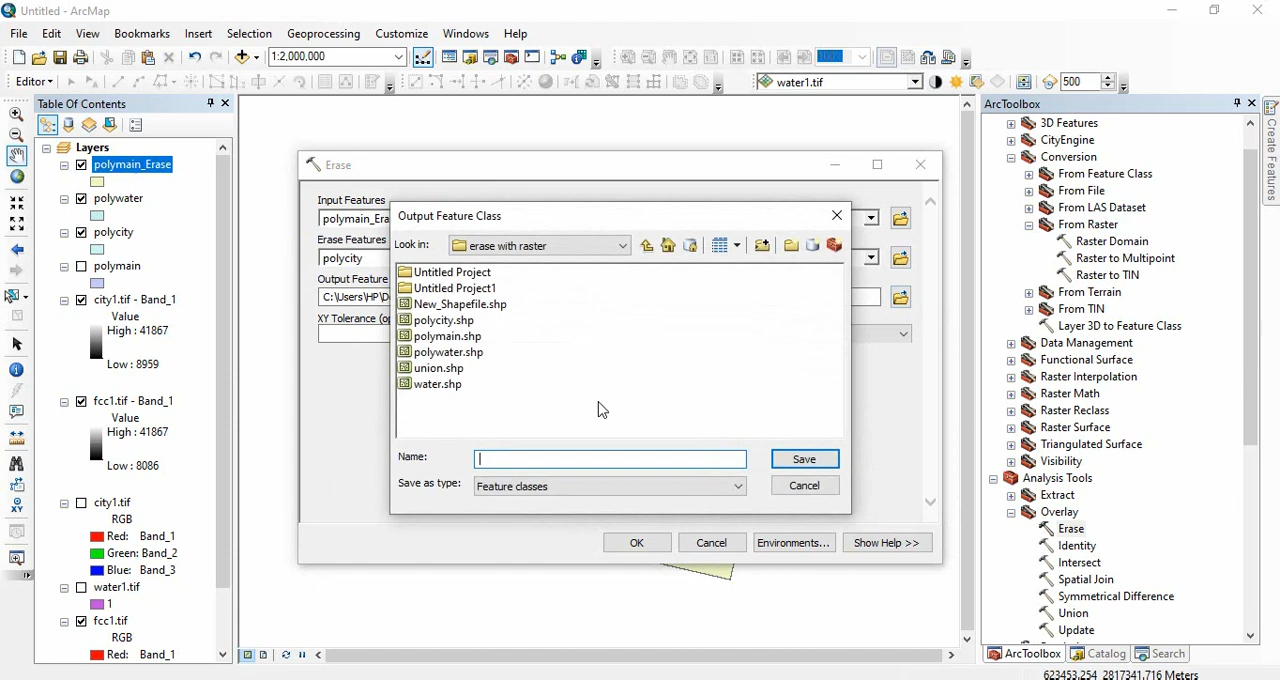 Untitled - ArcMap
File Edit View Bookmarks Insert Selection Geoprocessing Customize Windows Help
1:2,000,000
100%
Editor
water1.tif
500
Table Of Contents
Layers
polymain_Erase
polywater
polycity
polymain
city1.tif - Band_1
Value
High : 41867
Low : 8959
fcc1.tif - Band_1
Value
High : 41867
Low : 8086
city1.tif
RGB
Red: Band_1
Green: Band_2
Blue: Band_3
water1.tif
1
fcc1.tif
RGB
Red: Band_1
Erase
Input Features
polymain_Era
Erase Features
polycity
Output Feature
C:\Users\HP\D
XY Tolerance (op
OK Cancel Environments... Show Help >>
Output Feature Class
Look in: erase with raster
Untitled Project
Untitled Project1
New_Shapefile.shp
polycity.shp
polymain.shp
polywater.shp
union.shp
water.shp
Name: Save
Save as type: Feature classes Cancel
ArcToolbox
3D Features
CityEngine
Conversion
From Feature Class
From File
From LAS Dataset
From Raster
Raster Domain
Raster to Multipoint
Raster to TIN
From Terrain
From TIN
Layer 3D to Feature Class
Data Management
Functional Surface
Raster Interpolation
Raster Math
Raster Reclass
Raster Surface
Triangulated Surface
Visibility
Analysis Tools
Extract
Overlay
Erase
Identity
Intersect
Spatial Join
Symmetrical Difference
Union
Update
ArcToolbox Catalog Search
Create Features
623453.254 2817341.716 Meters